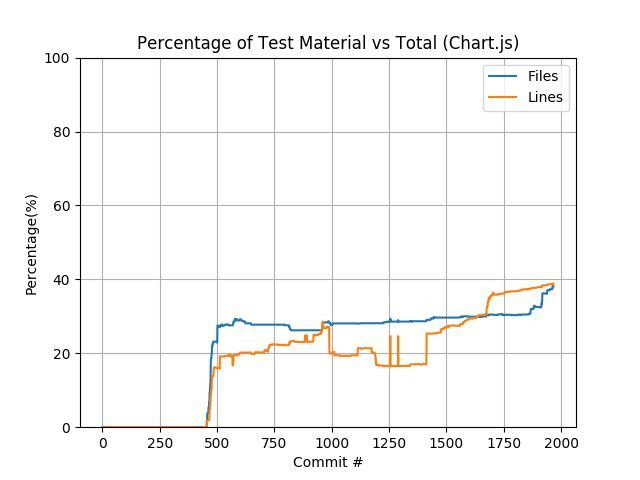 Percentage of Test Material vs Total (Chart.js)
Files
Lines
Percentage(%)
100
80
60
40
20
0
0 250 500 750 1000 1250 1500 1750 2000
Commit #